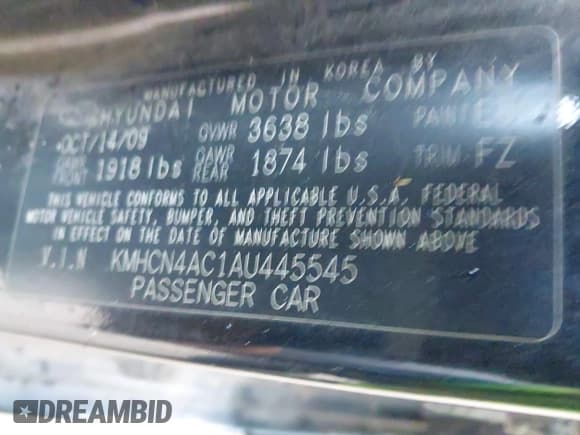 MANUFACTURED IN KOREA BY
HYUNDAI MOTOR COMPANY
OCT/14/09 GVWR 3638 lbs PAINT
GAWR FRONT 1918 lbs GAWR REAR 1874 lbs TRIM FZ
THIS VEHICLE CONFORMS TO ALL APPLICABLE U.S.A. FEDERAL
MOTOR VEHICLE SAFETY, BUMPER, AND THEFT PREVENTION STANDARDS
IN EFFECT ON THE DATE OF MANUFACTURE SHOWN ABOVE
V.I.N KMHCN4AC1AU445545
PASSENGER CAR
DREAMBID